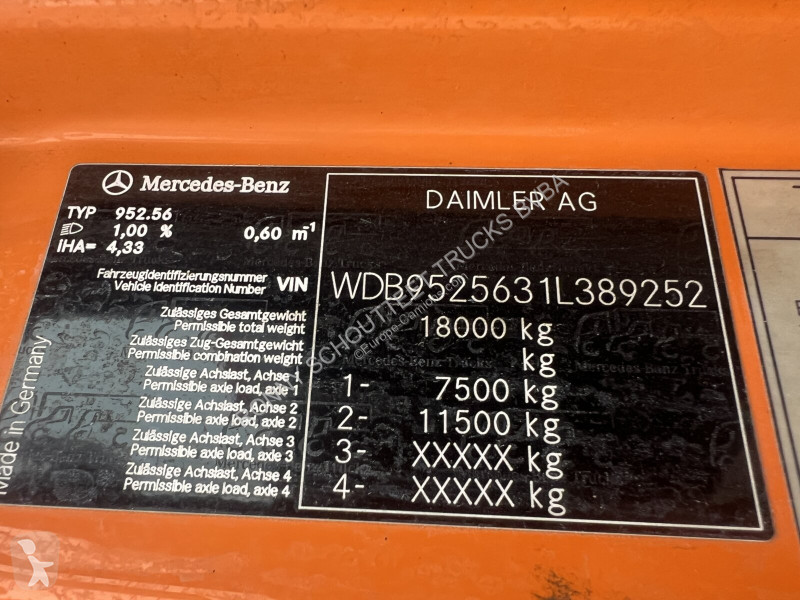 Mercedes-Benz
DAIMLER AG
TYP 952.56
1,00 % 0,60 m-1
IHA= 4,33
Fahrzeugidentifizierungsnummer
Vehicle Identification Number VIN WDB9525631L389252
Zulässiges Gesamtgewicht
Permissible total weight 18000 kg
Zulässiges Zug-Gesamtgewicht
Permissible combination weight kg
Zulässige Achslast, Achse 1
Permissible axle load, axle 1 1- 7500 kg
Zulässige Achslast, Achse 2
Permissible axle load, axle 2 2- 11500 kg
Zulässige Achslast, Achse 3
Permissible axle load, axle 3 3- XXXXX kg
Zulässige Achslast, Achse 4
Permissible axle load, axle 4 4- XXXXX kg
Made in Germany